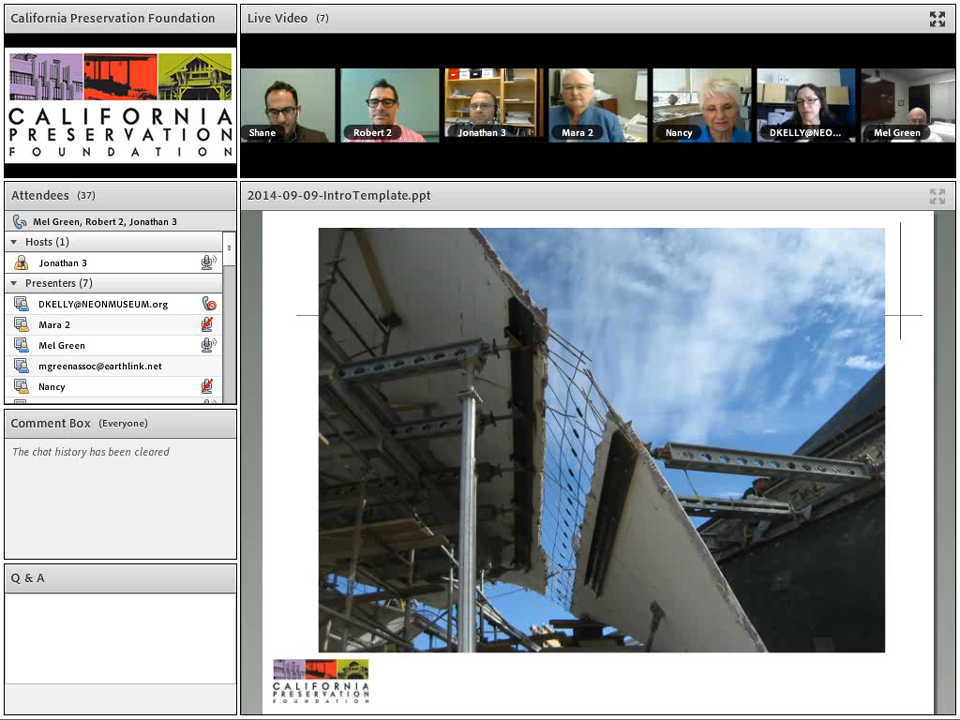 California Preservation Foundation
CALIFORNIA
PRESERVATION
FOUNDATION
Live Video (7)
Shane
Robert 2
Jonathan 3
Mara 2
Nancy
DKELLY@NEO...
Mel Green
Attendees (37)
Mel Green, Robert 2, Jonathan 3
Hosts (1)
Jonathan 3
Presenters (7)
DKELLY@NEONMUSEUM.org
Mara 2
Mel Green
mgreenassoc@earthlink.net
Nancy
Comment Box (Everyone)
The chat history has been cleared
Q & A
2014-09-09-IntroTemplate.ppt
CALIFORNIA
PRESERVATION
FOUNDATION